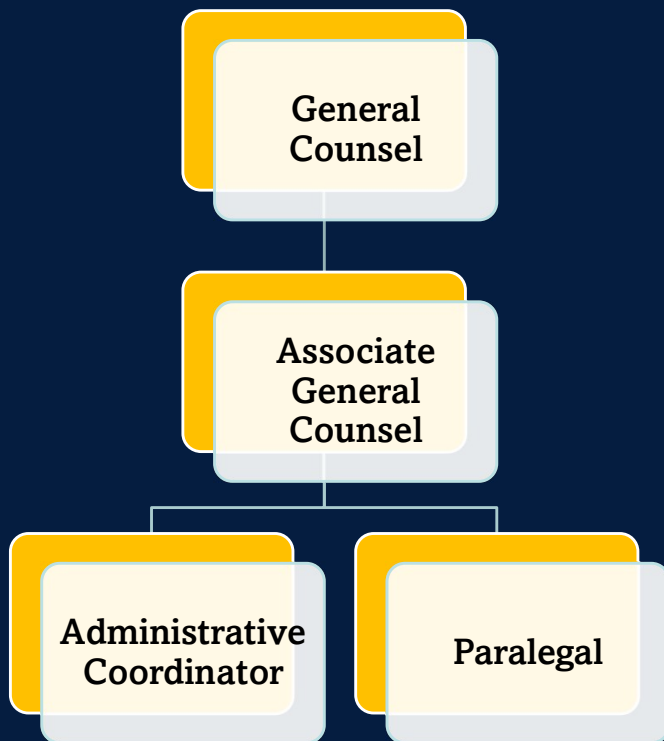 General
Counsel
Associate
General
Counsel
Administrative
Coordinator
Paralegal